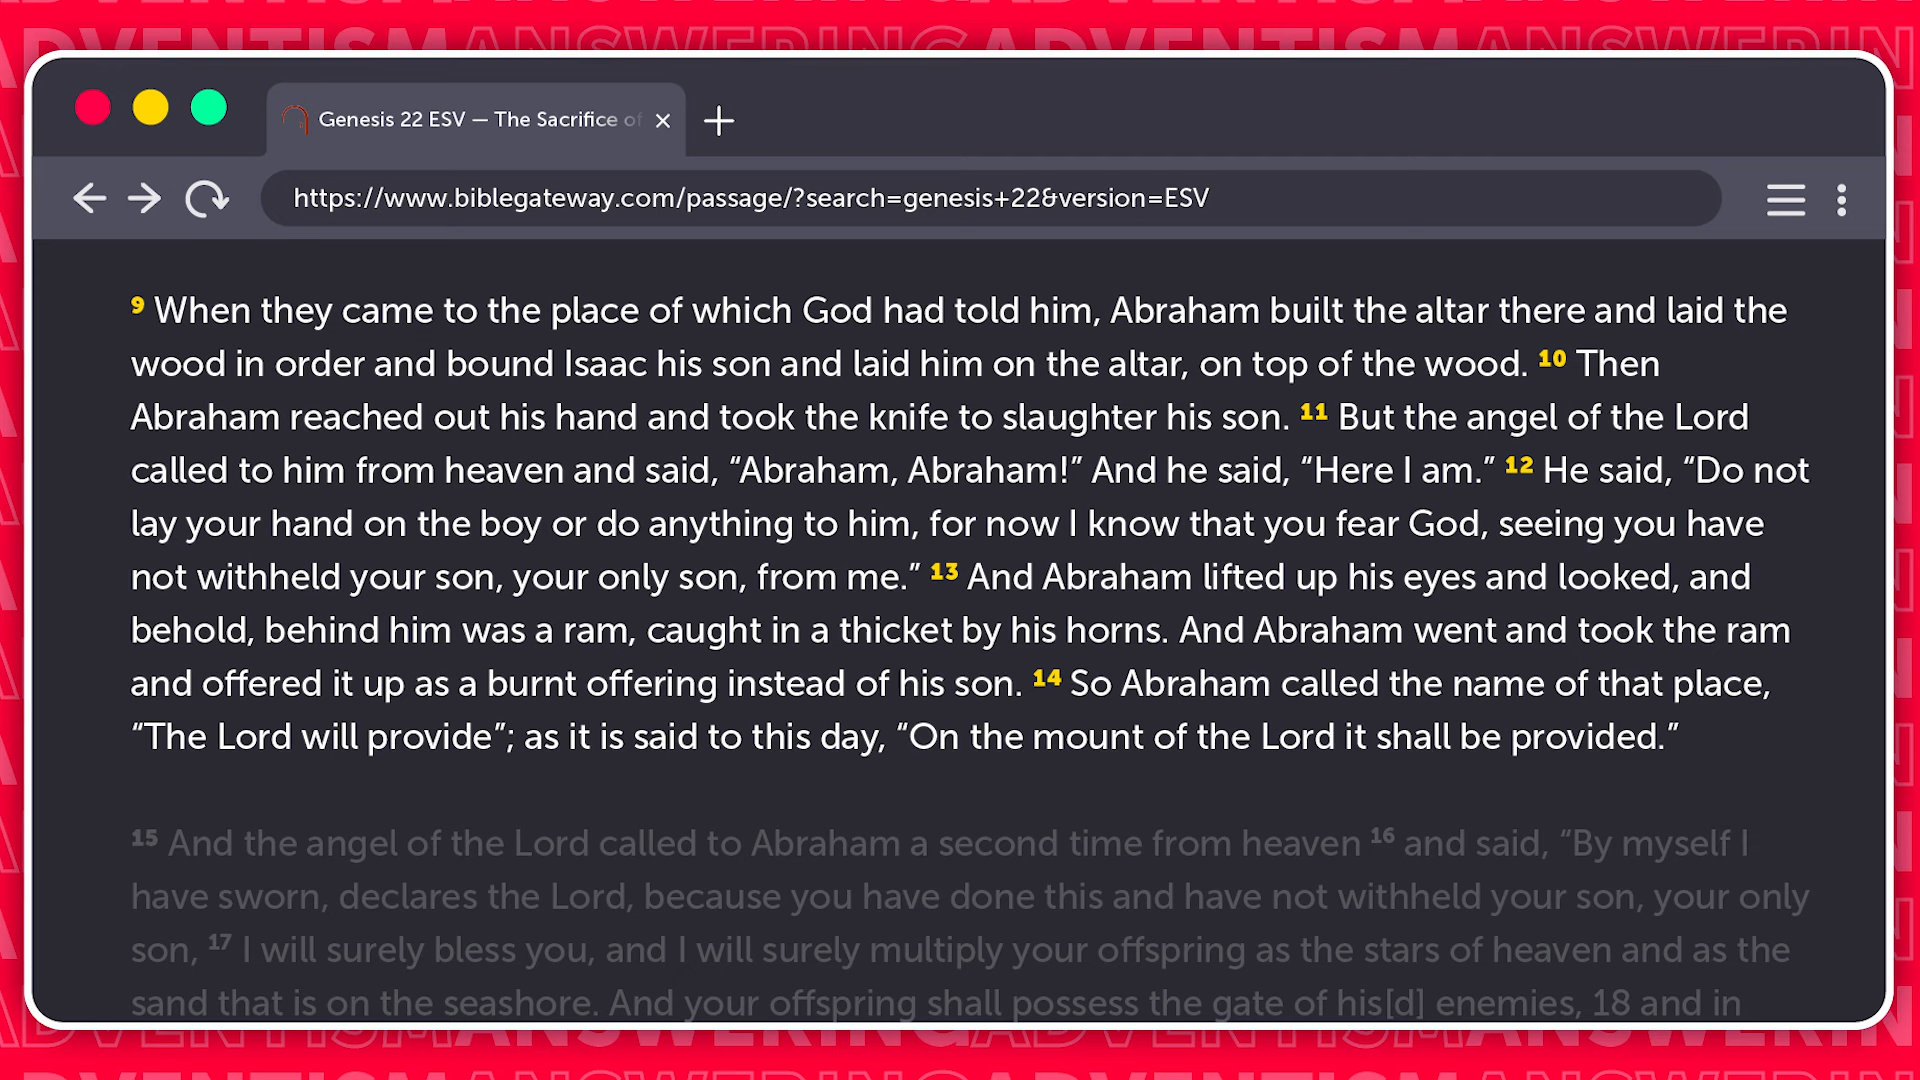 ADVENTISMANSWERINGADVENTISMANSWERIN
Genesis 22 ESV — The Sacrifice of
https://www.biblegateway.com/passage/?search=genesis+22&version=ESV
9 When they came to the place of which God had told him, Abraham built the altar there and laid the
wood in order and bound Isaac his son and laid him on the altar, on top of the wood. 10 Then
Abraham reached out his hand and took the knife to slaughter his son. 11 But the angel of the Lord
called to him from heaven and said, “Abraham, Abraham!” And he said, “Here I am.” 12 He said, “Do not
lay your hand on the boy or do anything to him, for now I know that you fear God, seeing you have
not withheld your son, your only son, from me.” 13 And Abraham lifted up his eyes and looked, and
behold, behind him was a ram, caught in a thicket by his horns. And Abraham went and took the ram
and offered it up as a burnt offering instead of his son. 14 So Abraham called the name of that place,
“The Lord will provide”; as it is said to this day, “On the mount of the Lord it shall be provided.”
15 And the angel of the Lord called to Abraham a second time from heaven 16 and said, “By myself I
have sworn, declares the Lord, because you have done this and have not withheld your son, your only
son, 17 I will surely bless you, and I will surely multiply your offspring as the stars of heaven and as the
sand that is on the seashore. And your offspring shall possess the gate of his[d] enemies, 18 and in
ADVENTISMANSWERINGADVENTISMANSWERIN